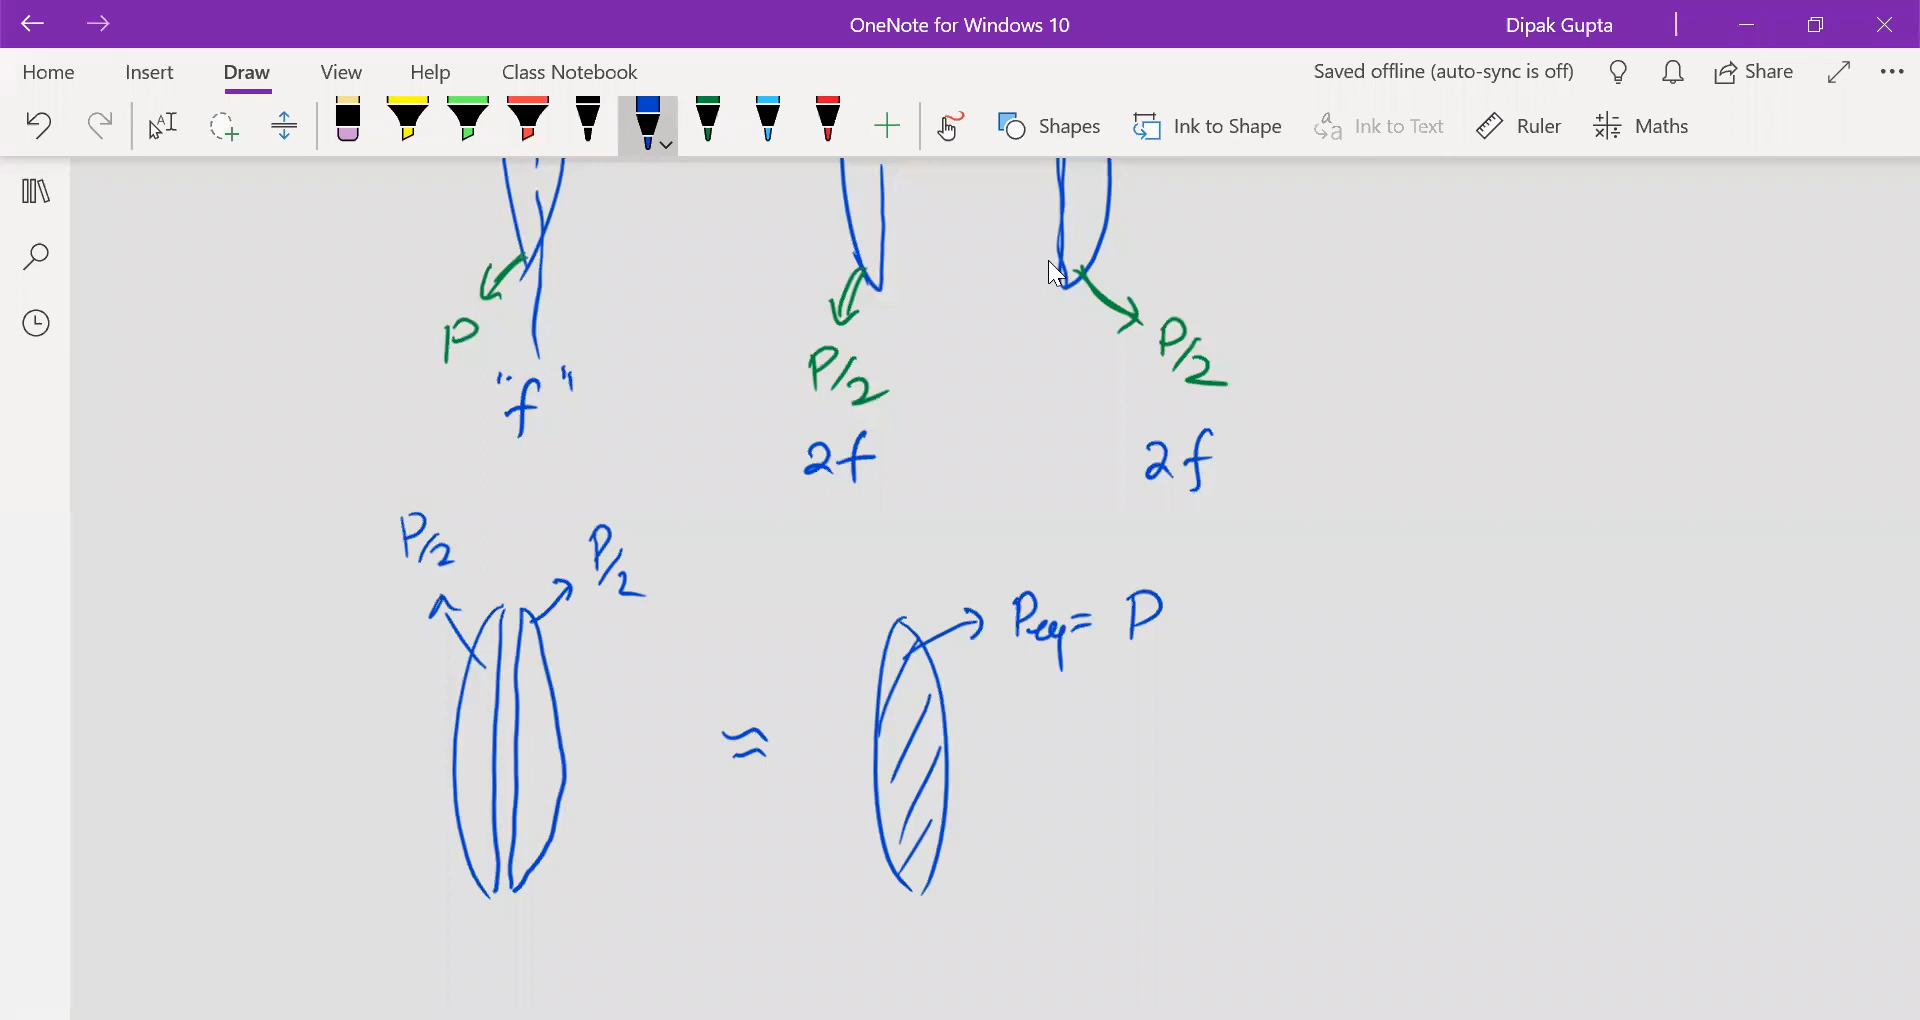 OneNote for Windows 10
Dipak Gupta
Home Insert Draw View Help Class Notebook
Saved offline (auto-sync is off)
Share
Shapes
Ink to Shape
Ink to Text
Ruler
Maths
P
"f"
P/2
2f
P/2
2f
P/2
P/2
≈
Peq = P